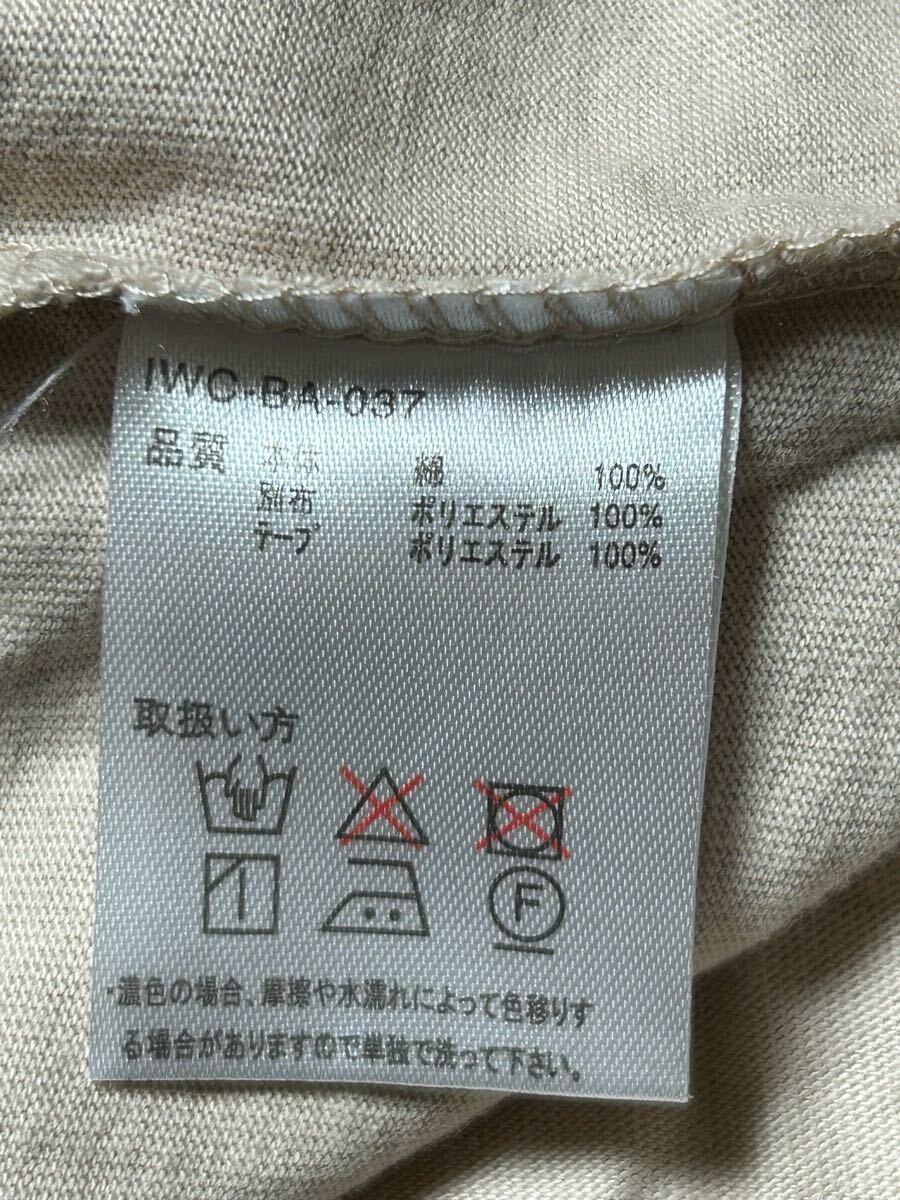 IWC-BA-037
品質 本体 綿 100%
別布 ポリエステル 100%
テープ ポリエステル 100%
取扱い方
F
・濃色の場合、摩擦や水濡れによって色移りす
る場合がありますので単独で洗って下さい。